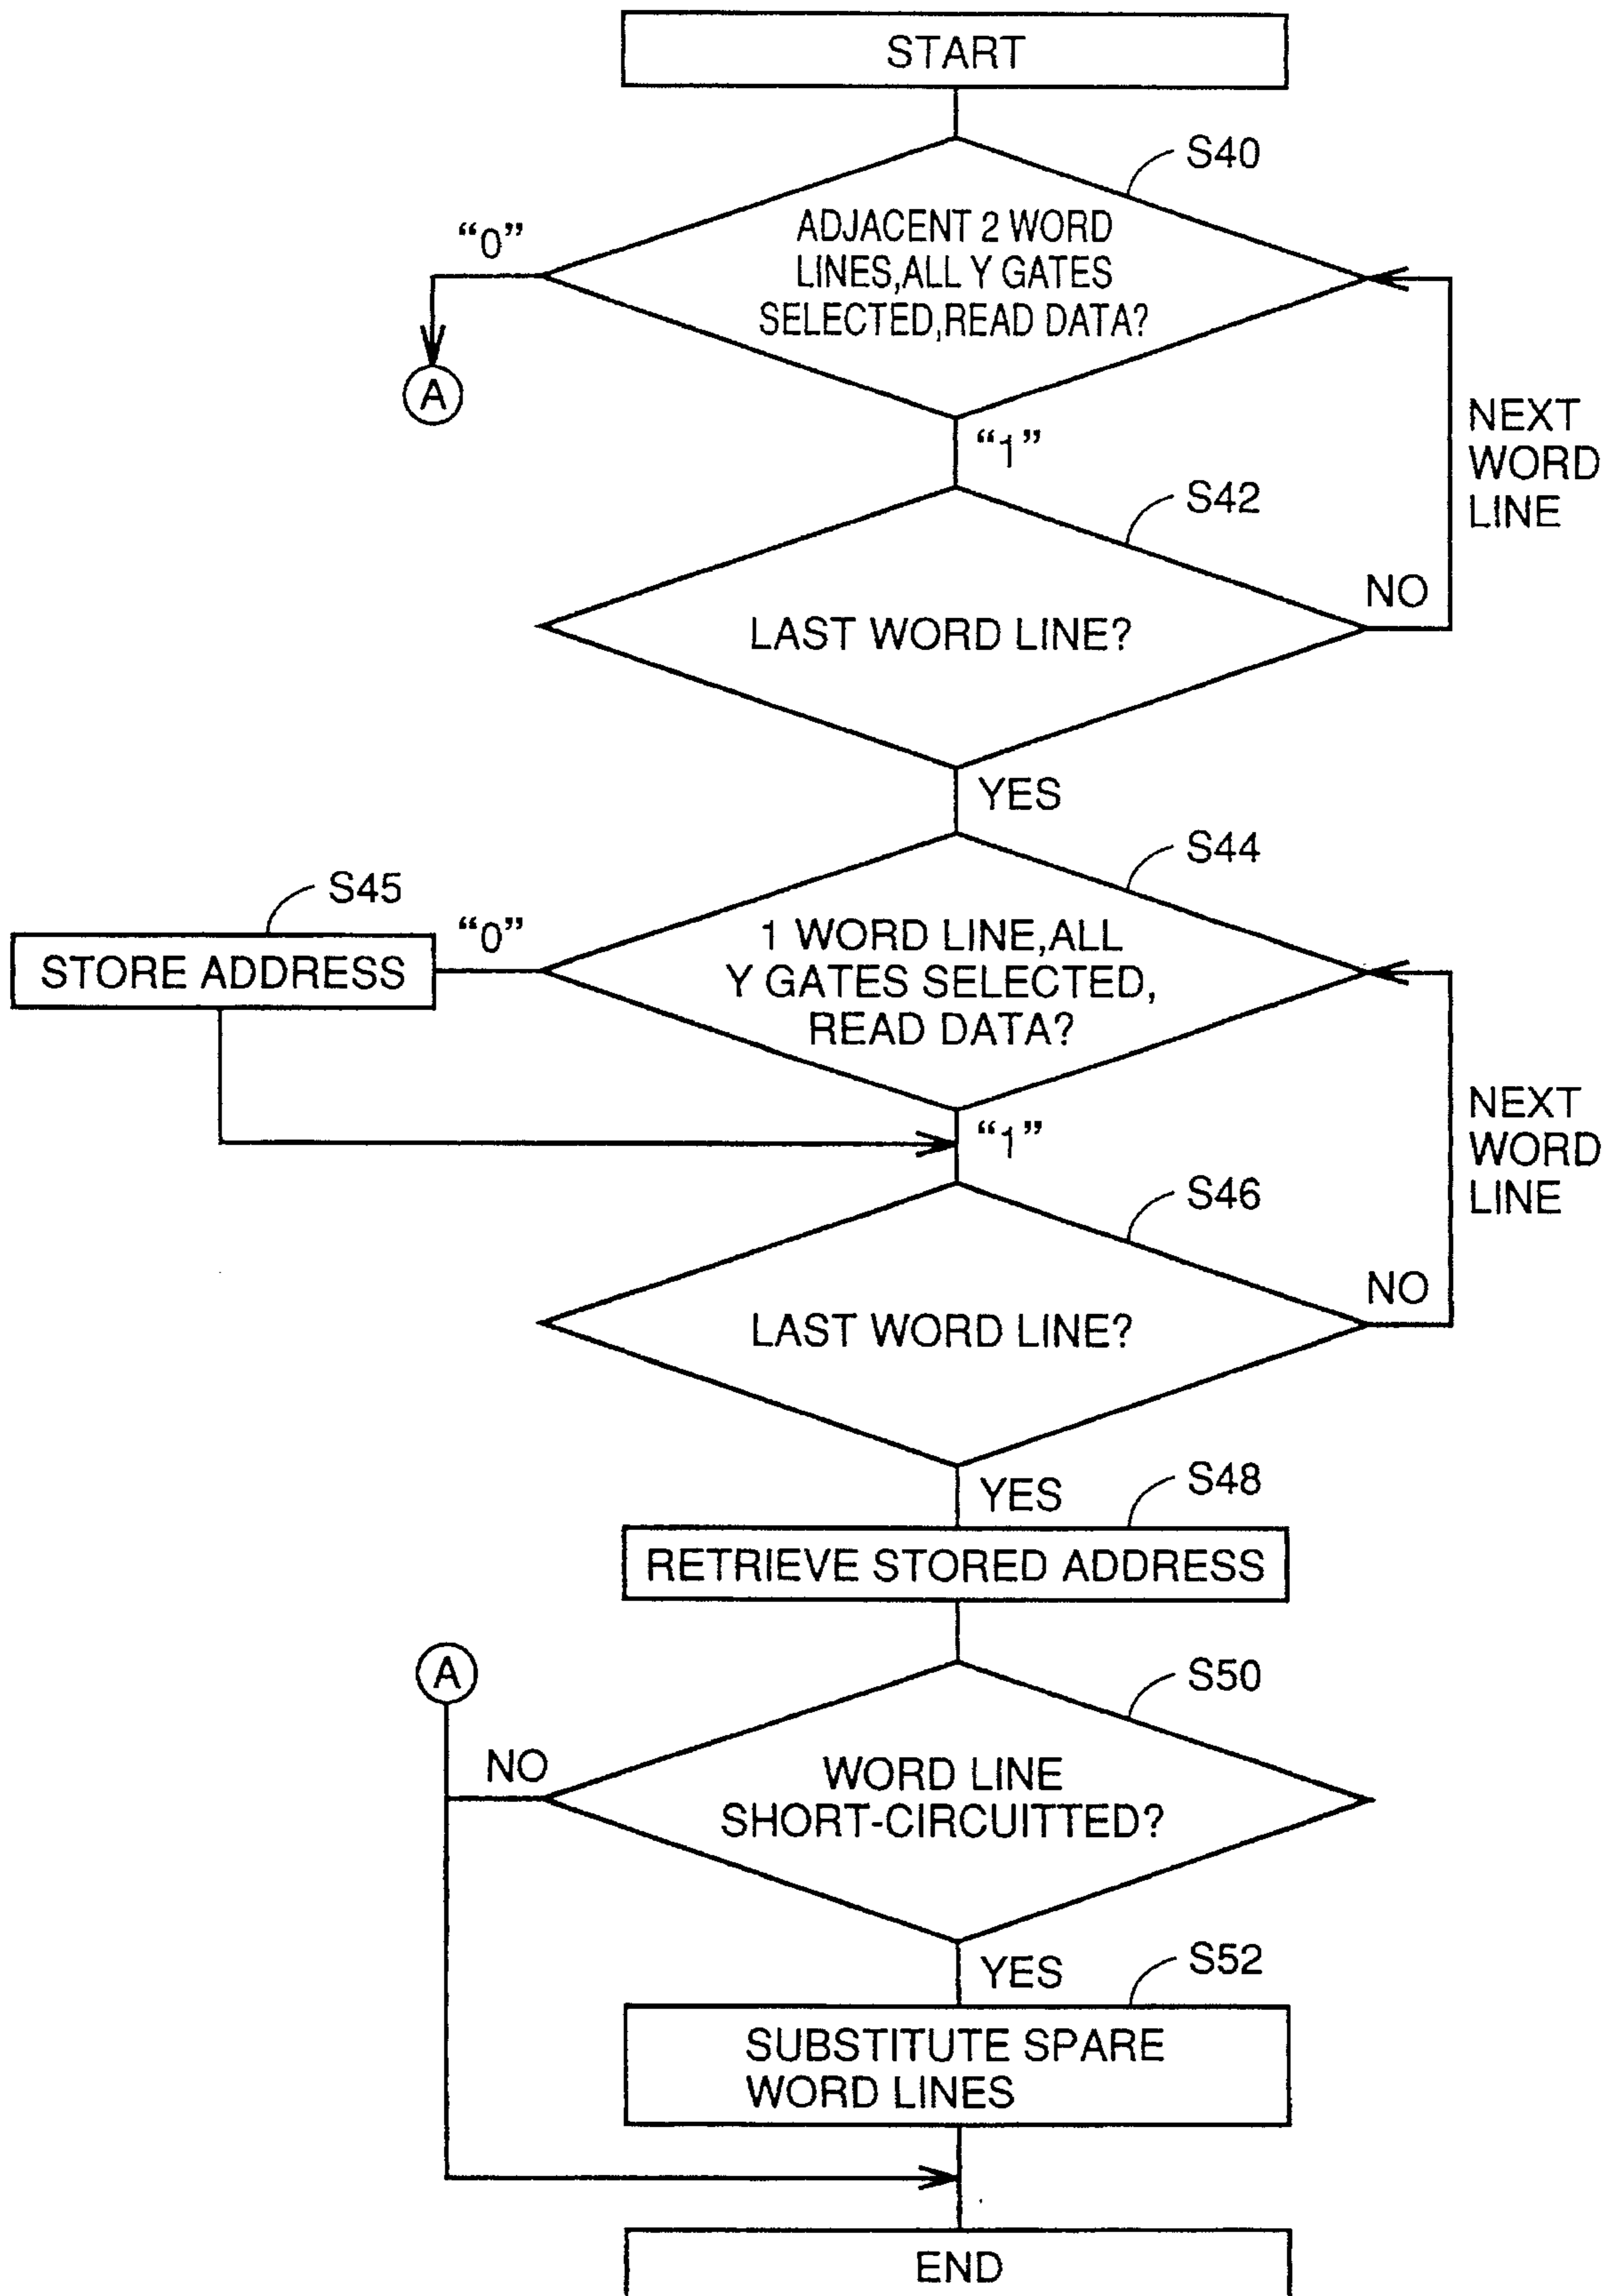 START
S40
“0”
ADJACENT 2 WORD
LINES,ALL Y GATES
SELECTED,READ DATA?
A
“1”
NEXT
WORD
LINE
S42
NO
LAST WORD LINE?
YES
S44
S45
“0”
STORE ADDRESS
1 WORD LINE,ALL
Y GATES SELECTED,
READ DATA?
“1”
NEXT
WORD
LINE
S46
NO
LAST WORD LINE?
YES
S48
RETRIEVE STORED ADDRESS
A
S50
NO
WORD LINE
SHORT-CIRCUITTED?
YES
S52
SUBSTITUTE SPARE
WORD LINES
END